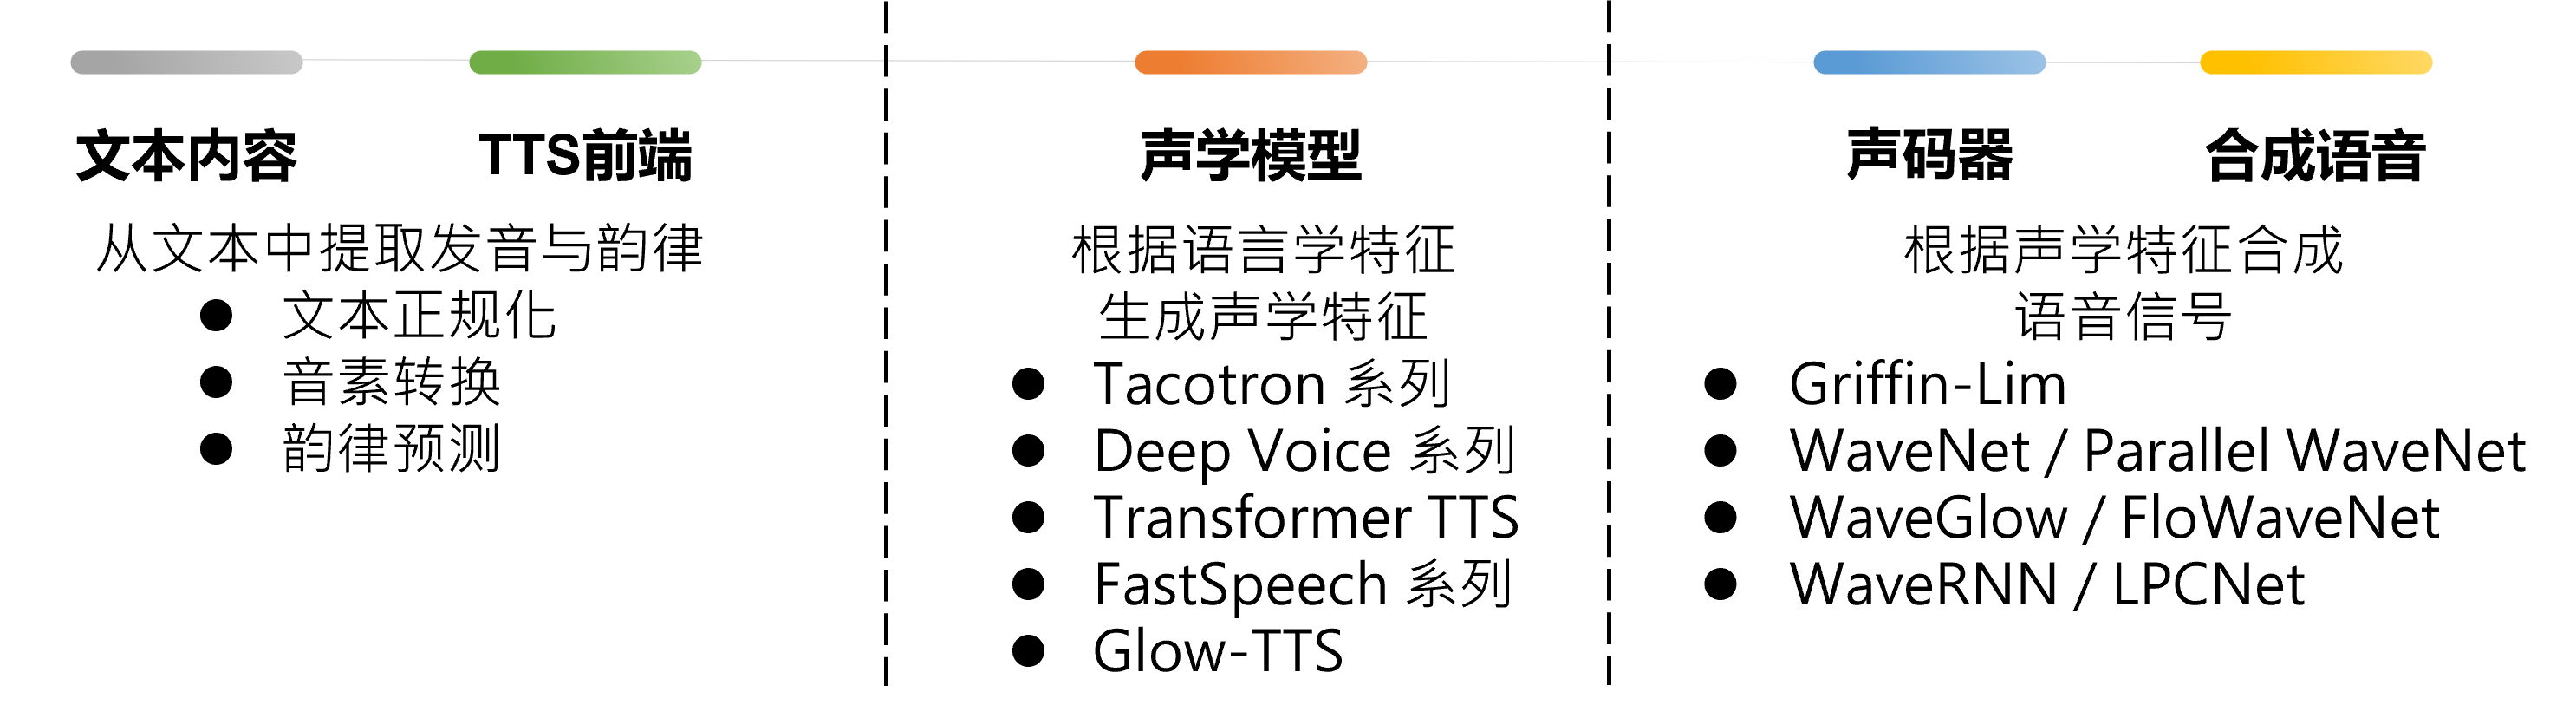 文本内容
TTS前端
从文本中提取发音与韵律
● 文本正规化
● 音素转换
● 韵律预测
声学模型
根据语言学特征
生成声学特征
● Tacotron 系列
● Deep Voice 系列
● Transformer TTS
● FastSpeech 系列
● Glow-TTS
声码器
合成语音
根据声学特征合成
语音信号
● Griffin-Lim
● WaveNet / Parallel WaveNet
● WaveGlow / FloWaveNet
● WaveRNN / LPCNet